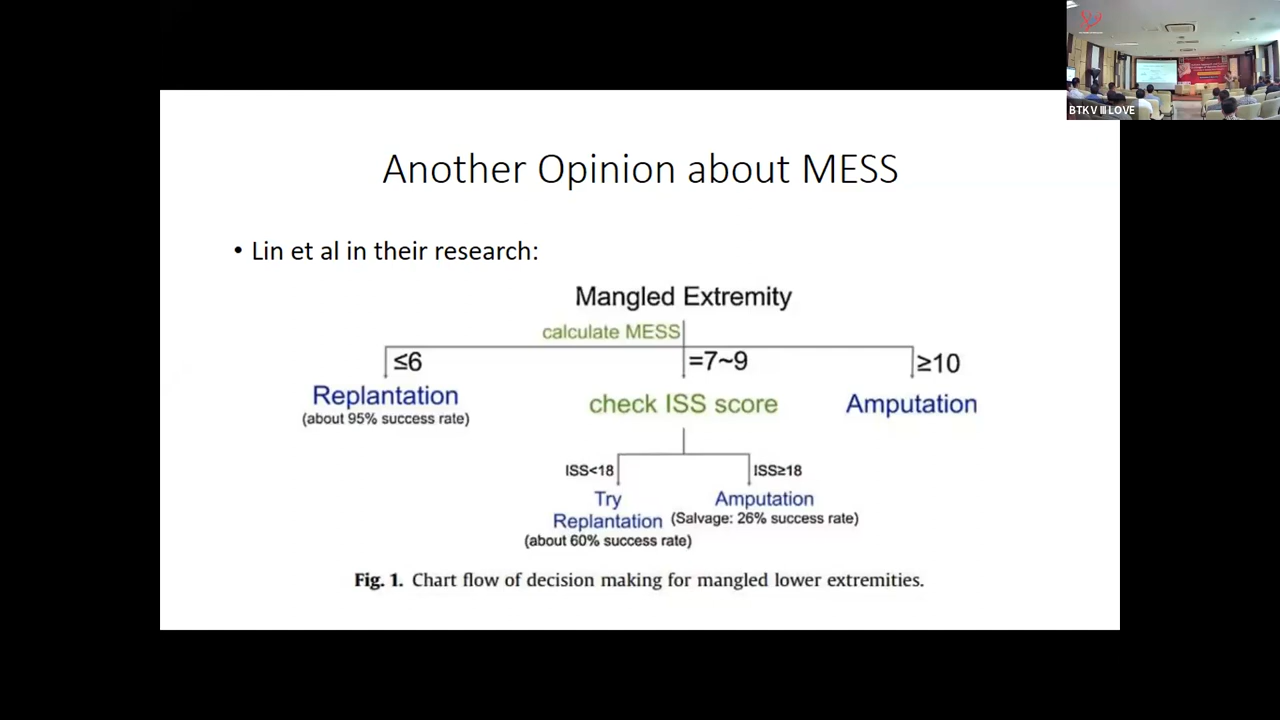 BTKV III LOVE
Another Opinion about MESS
• Lin et al in their research:
Mangled Extremity
calculate MESS
≤6
=7~9
≥10
Replantation
(about 95% success rate)
check ISS score
Amputation
ISS<18
ISS≥18
Try
Replantation
(about 60% success rate)
Amputation
(Salvage: 26% success rate)
Fig. 1. Chart flow of decision making for mangled lower extremities.